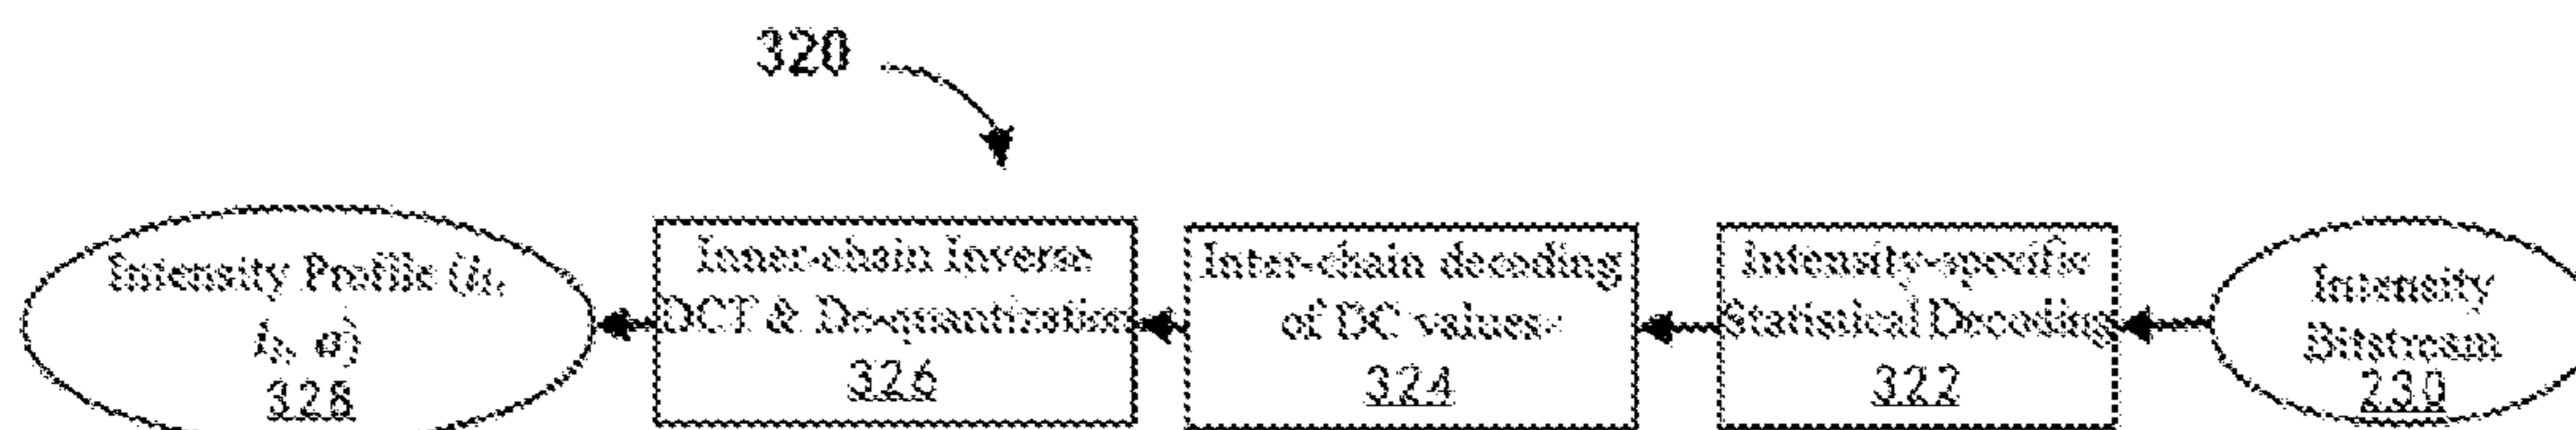 320
Intensity Profile (i₁,
i₂, σ)
328
Inner-chain Inverse
DCT & De-quantization
326
Inter-chain decoding
of DC values
324
Intensity-specific
Statistical Decoding
322
Intensity
Bitstream
230